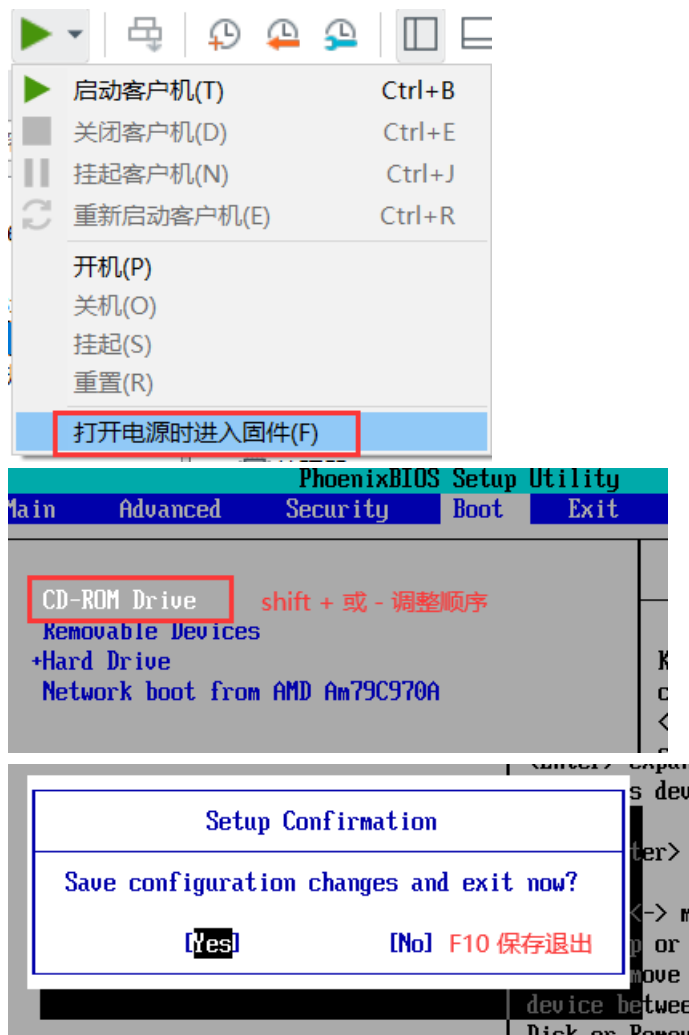 启动客户机(T) Ctrl+B
关闭客户机(D) Ctrl+E
挂起客户机(N) Ctrl+J
重新启动客户机(E) Ctrl+R
开机(P)
关机(O)
挂起(S)
重置(R)
打开电源时进入固件(F)
PhoenixBIOS Setup Utility
Main Advanced Security Boot Exit
CD-ROM Drive shift + 或 - 调整顺序
Removable Devices
+Hard Drive
Network boot from AMD Am79C970A
s dev
Setup Confirmation
ter>
Save configuration changes and exit now?
<-> m
[Yes] [No] F10 保存退出
p or
move
device betwee